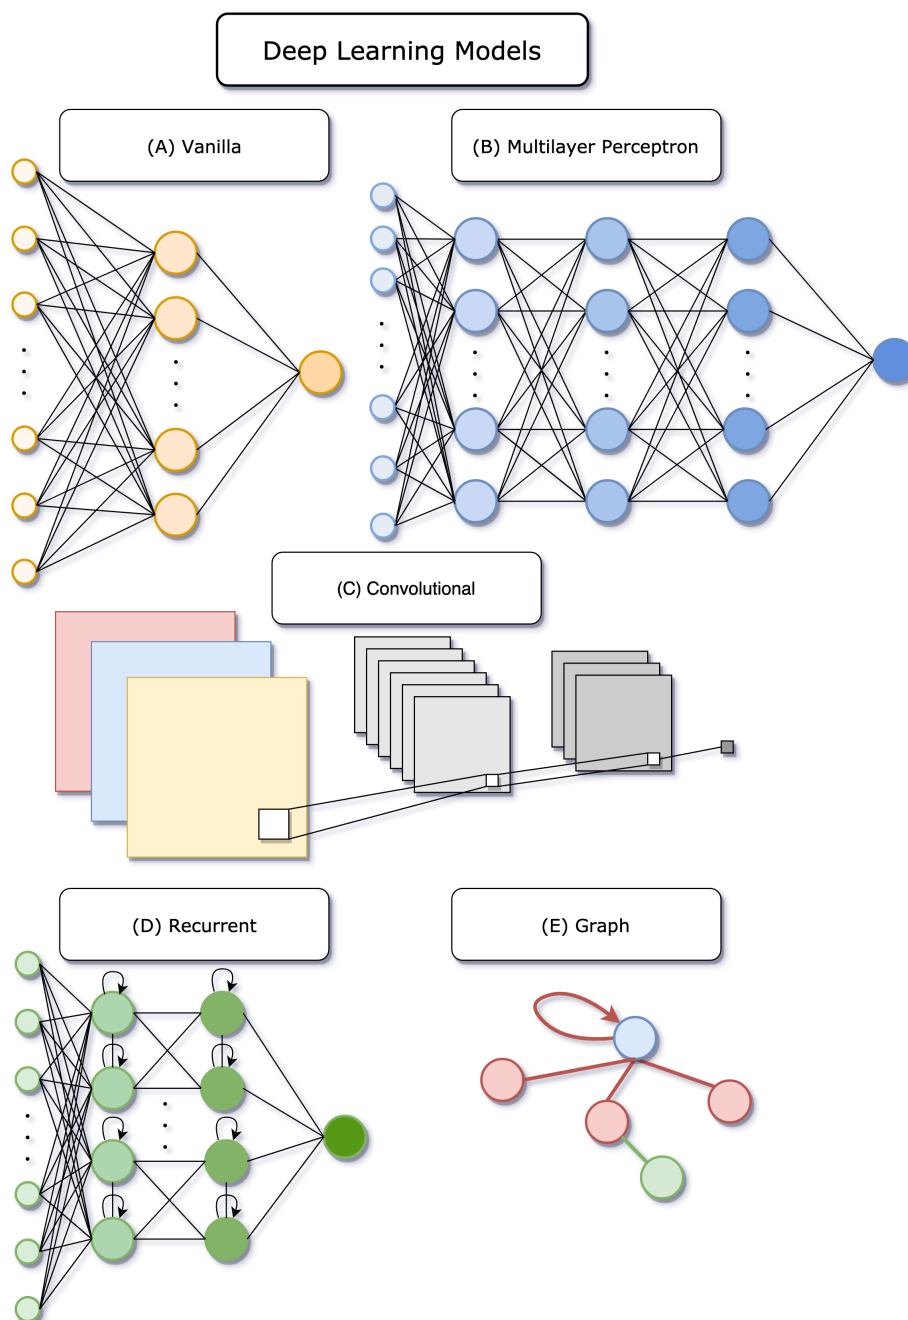 Deep Learning Models
(A) Vanilla
(B) Multilayer Perceptron
(C) Convolutional
(D) Recurrent
(E) Graph